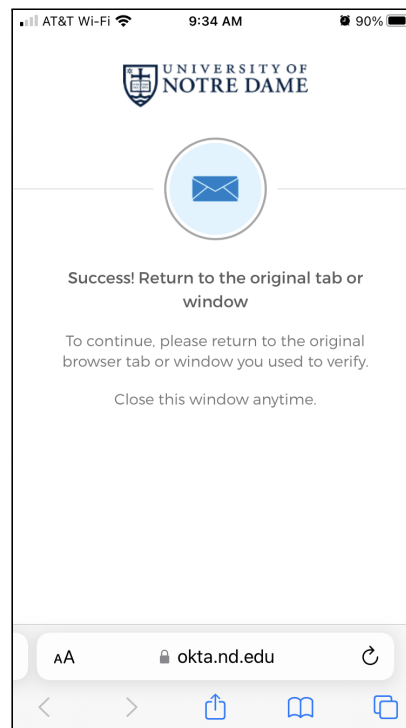 AT&T Wi-Fi 9:34 AM 90%
UNIVERSITY OF
NOTRE DAME
Success! Return to the original tab or
window
To continue, please return to the original
browser tab or window you used to verify.
Close this window anytime.
AA okta.nd.edu